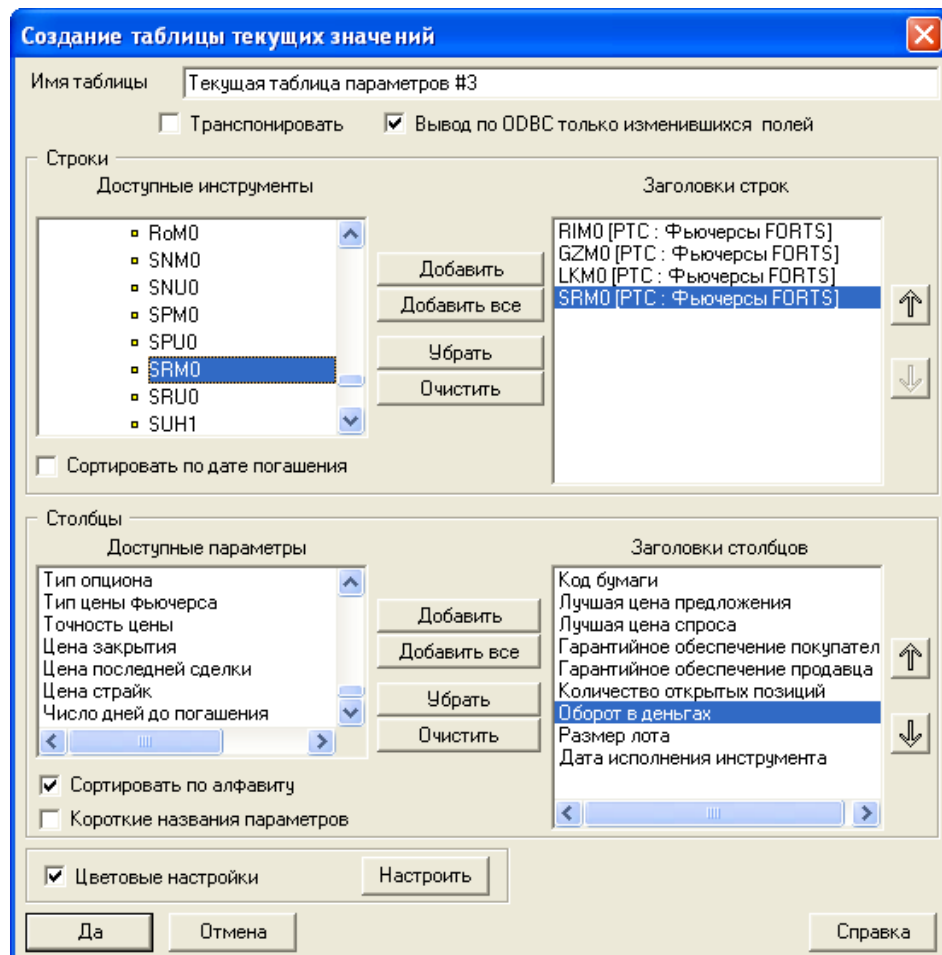 Создание таблицы текущих значений
Имя таблицы Текущая таблица параметров #3
Транспонировать Вывод по ODBC только изменившихся полей
Строки
Доступные инструменты
RoM0
SNM0
SNU0
SPM0
SPU0
SRM0
SRU0
SUH1
Сортировать по дате погашения
Добавить
Добавить все
Убрать
Очистить
Заголовки строк
RIM0 [РТС : Фьючерсы FORTS]
GZM0 [РТС : Фьючерсы FORTS]
LKM0 [РТС : Фьючерсы FORTS]
SRM0 [РТС : Фьючерсы FORTS]
Столбцы
Доступные параметры
Тип опциона
Тип цены фьючерса
Точность цены
Цена закрытия
Цена последней сделки
Цена страйк
Число дней до погашения
Сортировать по алфавиту
Короткие названия параметров
Добавить
Добавить все
Убрать
Очистить
Заголовки столбцов
Код бумаги
Лучшая цена предложения
Лучшая цена спроса
Гарантийное обеспечение покупател
Гарантийное обеспечение продавца
Количество открытых позиций
Оборот в деньгах
Размер лота
Дата исполнения инструмента
Цветовые настройки Настроить
Да Отмена Справка